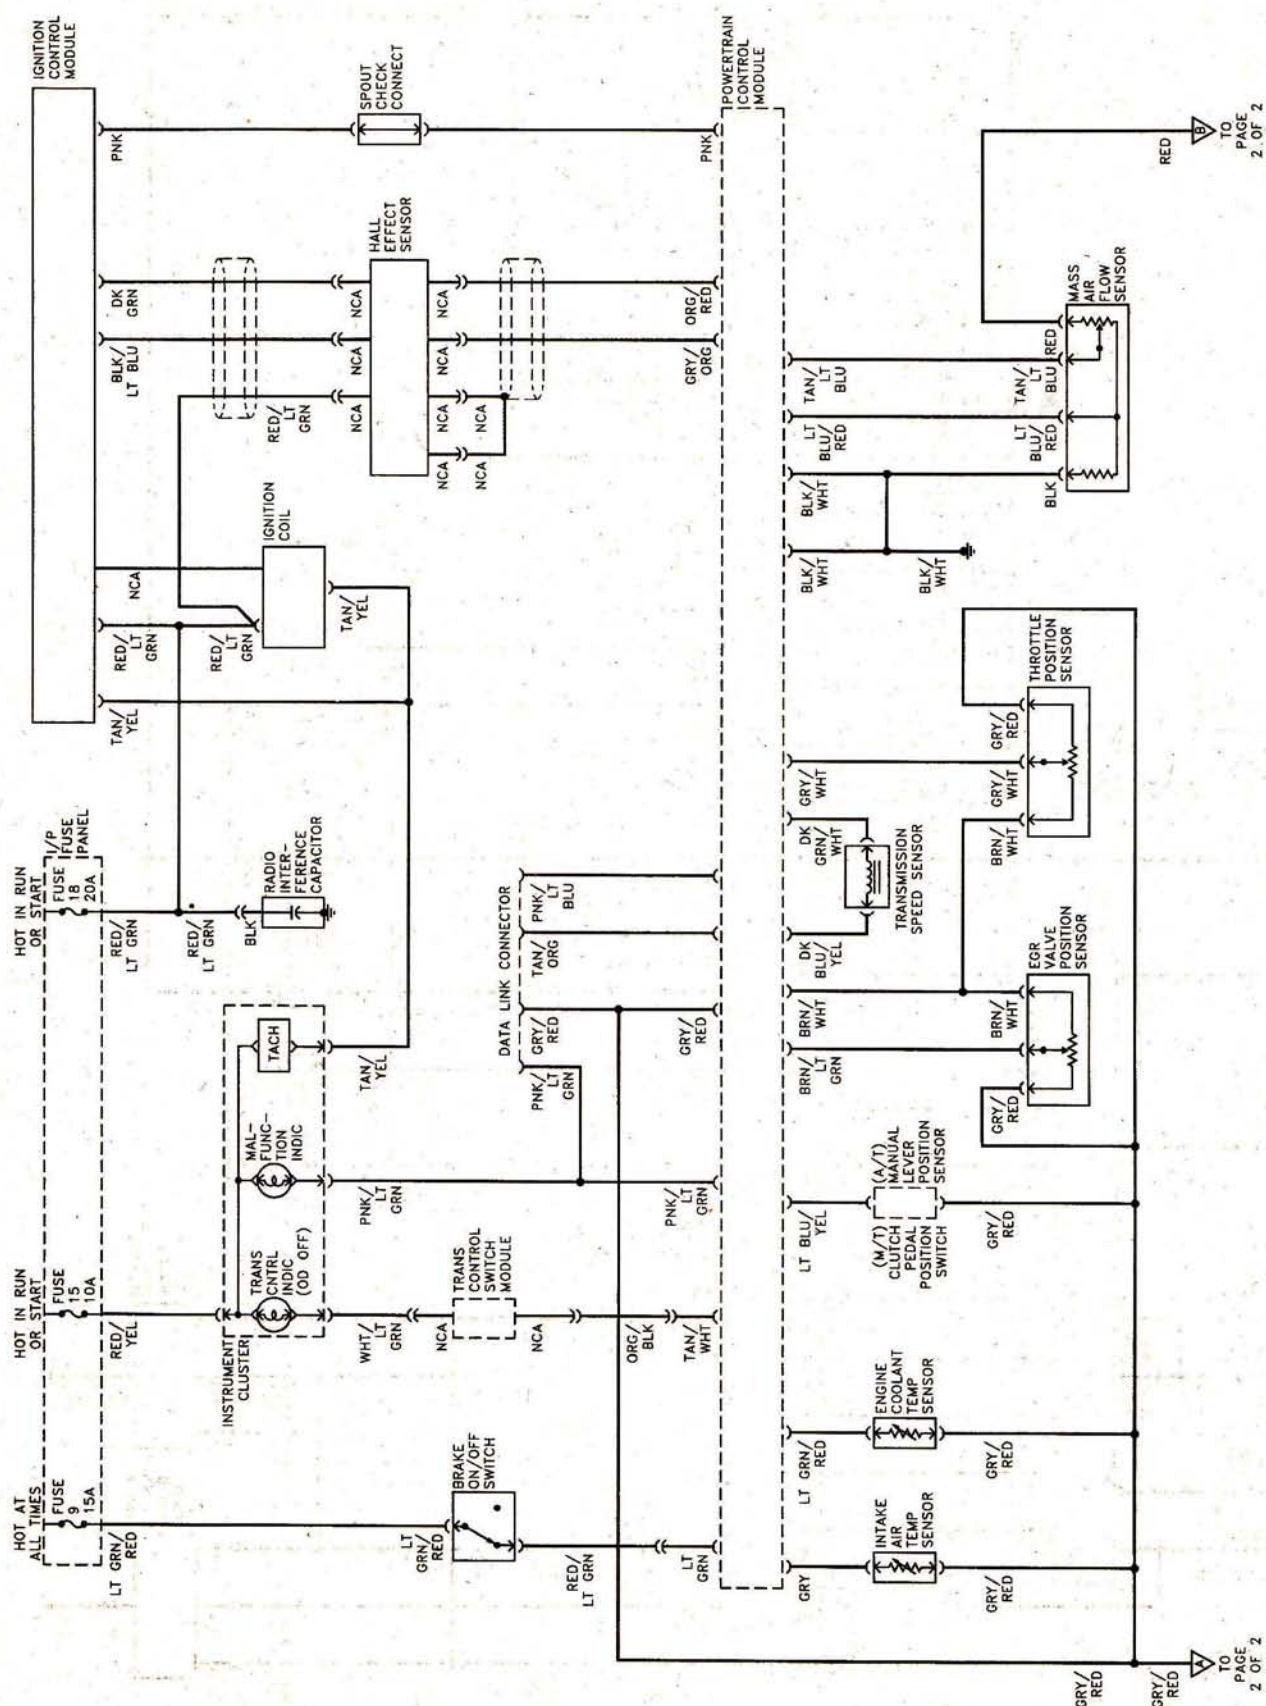 HOT AT
ALL TIMES
FUSE
9
15A
LT GRN/
RED
HOT IN RUN
OR START
FUSE
15
10A
RED/
YEL
HOT IN RUN
OR START
FUSE
18
20A
I/P
FUSE
PANEL
RED/
LT GRN
RED/
LT GRN
BLK
RADIO
INTER-
FERENCE
CAPACITOR
IGNITION
CONTROL
MODULE
TAN/
YEL
RED/
LT
GRN
RED/
LT
GRN
NCA
IGNITION
COIL
TAN/
YEL
BLK/
LT BLU
DK
GRN
PNK
RED/
LT
GRN
NCA
NCA
NCA
HALL
EFFECT
SENSOR
NCA
NCA
NCA
NCA
NCA
NCA
GRY/
ORG
ORG/
RED
SPOUT
CHECK
CONNECT
PNK
POWERTRAIN
CONTROL
MODULE
INSTRUMENT
CLUSTER
TRANS
CNTRL
INDIC
(OD OFF)
MAL-
FUNC-
TION
INDIC
TACH
WHT/
LT
GRN
PNK/
LT
GRN
TAN/
YEL
BRAKE
ON/OFF
SWITCH
LT
GRN/
RED
RED/
LT GRN
LT
GRN
TRANS
CONTROL
SWITCH
MODULE
NCA
NCA
ORG/
BLK
TAN/
WHT
PNK/
LT
GRN
DATA LINK CONNECTOR
PNK/
LT
GRN
GRY/
RED
TAN/
ORG
PNK/
LT
BLU
GRY/
RED
GRY
INTAKE
AIR
TEMP
SENSOR
GRY/
RED
LT GRN/
RED
ENGINE
COOLANT
TEMP
SENSOR
GRY/
RED
LT BLU/
YEL
(M/T)
CLUTCH
PEDAL
POSITION
SWITCH
(A/T)
MANUAL
LEVER
POSITION
SENSOR
GRY/
RED
BRN/
LT
GRN
BRN/
WHT
GRY/
RED
BRN/
WHT
EGR
VALVE
POSITION
SENSOR
DK
BLU/
YEL
DK
GRN/
WHT
TRANSMISSION
SPEED SENSOR
GRY/
WHT
BRN/
WHT
GRY/
WHT
GRY/
RED
THROTTLE
POSITION
SENSOR
BLK/
WHT
BLK/
WHT
BLK/
WHT
LT
BLU/
RED
TAN/
LT
BLU
BLK
LT
BLU/
RED
TAN/
LT
BLU
RED
MASS
AIR
FLOW
SENSOR
RED
B
TO
PAGE
2 OF 2
GRY/
RED
GRY/
RED
A
TO
PAGE
2 OF 2